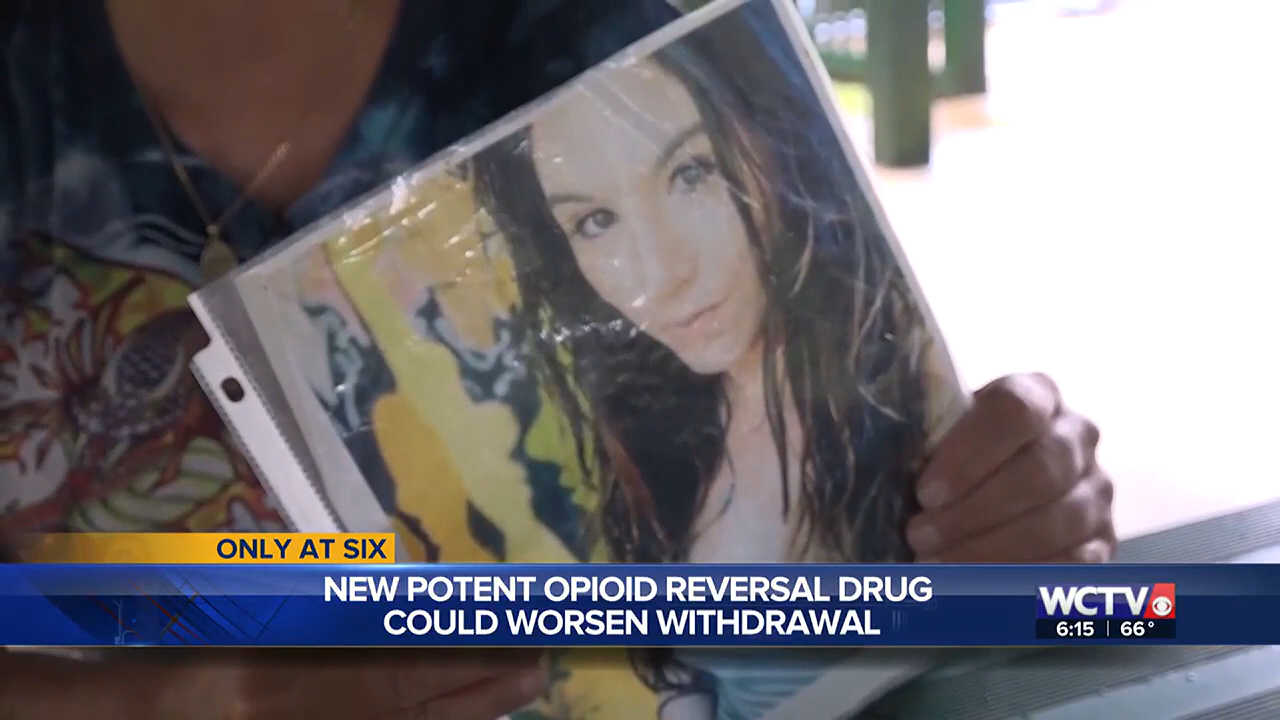 ONLY AT SIX
NEW POTENT OPIOID REVERSAL DRUG
COULD WORSEN WITHDRAWAL
WCTV
6:15 | 66°